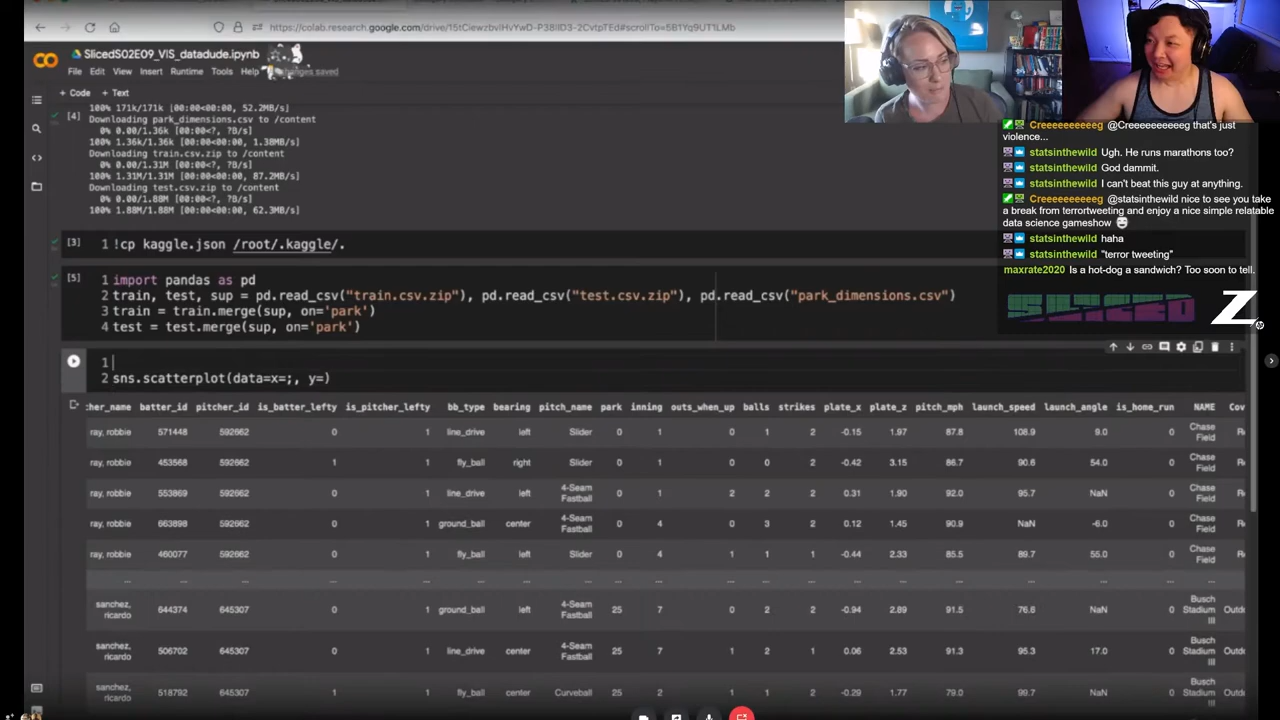 https://colab.research.google.com/drive/15tCiewzbvlHvYwD-P38IID3-2CvtpTEd#scrollTo=5B1Yq9UT1LMb
SlicedS02E09_VIS_datadude.ipynb
File Edit View Insert Runtime Tools Help changes saved
+ Code + Text
100% 171k/171k [00:00<00:00, 52.2MB/s]
[4] Downloading park_dimensions.csv to /content
0% 0.00/1.36k [00:00<?, ?B/s]
100% 1.36k/1.36k [00:00<00:00, 1.38MB/s]
Downloading train.csv.zip to /content
0% 0.00/1.31M [00:00<?, ?B/s]
100% 1.31M/1.31M [00:00<00:00, 87.2MB/s]
Downloading test.csv.zip to /content
0% 0.00/1.88M [00:00<?, ?B/s]
100% 1.88M/1.88M [00:00<00:00, 62.3MB/s]
[3] 1 !cp kaggle.json /root/.kaggle/.
[5] 1 import pandas as pd
2 train, test, sup = pd.read_csv("train.csv.zip"), pd.read_csv("test.csv.zip"), pd.read_csv("park_dimensions.csv")
3 train = train.merge(sup, on='park')
4 test = test.merge(sup, on='park')
1
2 sns.scatterplot(data=x=;, y=)
cher_name batter_id pitcher_id is_batter_lefty is_pitcher_lefty bb_type bearing pitch_name park inning outs_when_up balls strikes plate_x plate_z pitch_mph launch_speed launch_angle is_home_run NAME Cov
ray, robbie 571448 592662 0 1 line_drive left Slider 0 1 0 1 2 -0.15 1.97 87.8 108.9 9.0 0 Chase Field
ray, robbie 453568 592662 1 1 fly_ball right Slider 0 1 0 0 2 -0.42 3.15 86.7 90.6 54.0 0 Chase Field
ray, robbie 553869 592662 0 1 line_drive left 4-Seam Fastball 0 1 2 2 2 0.31 1.90 92.0 95.7 NaN 0 Chase Field
ray, robbie 663898 592662 0 1 ground_ball center 4-Seam Fastball 0 4 0 3 2 0.12 1.45 90.9 NaN -6.0 0 Chase Field
ray, robbie 460077 592662 0 1 fly_ball left Slider 0 4 1 1 1 -0.44 2.33 85.5 89.7 55.0 0 Chase Field
... ... ... ... ... ... ... ... ... ... ... ... ... ... ... ... ... ... ... ...
sanchez, ricardo 644374 645307 0 1 ground_ball left 4-Seam Fastball 25 7 0 2 2 -0.94 2.89 91.5 76.8 NaN 0 Busch Stadium III Outdo
sanchez, ricardo 506702 645307 0 1 line_drive center 4-Seam Fastball 25 7 1 1 2 0.06 2.53 91.3 95.3 17.0 0 Busch Stadium III Outdo
sanchez, ricardo 518792 645307 1 1 fly_ball center Curveball 25 2 1 1 0 -0.29 1.77 79.0 99.7 NaN 0 Busch Stadium III Outdo
Creeeeeeeeeg @Creeeeeeeeeg that's just
violence...
statsinthewild Ugh. He runs marathons too?
statsinthewild God dammit.
statsinthewild I can't beat this guy at anything.
Creeeeeeeeeg @statsinthewild nice to see you take
a break from terrortweeting and enjoy a nice simple relatable
data science gameshow
statsinthewild haha
statsinthewild "terror tweeting"
maxrate2020 Is a hot-dog a sandwich? Too soon to tell.
SLICED